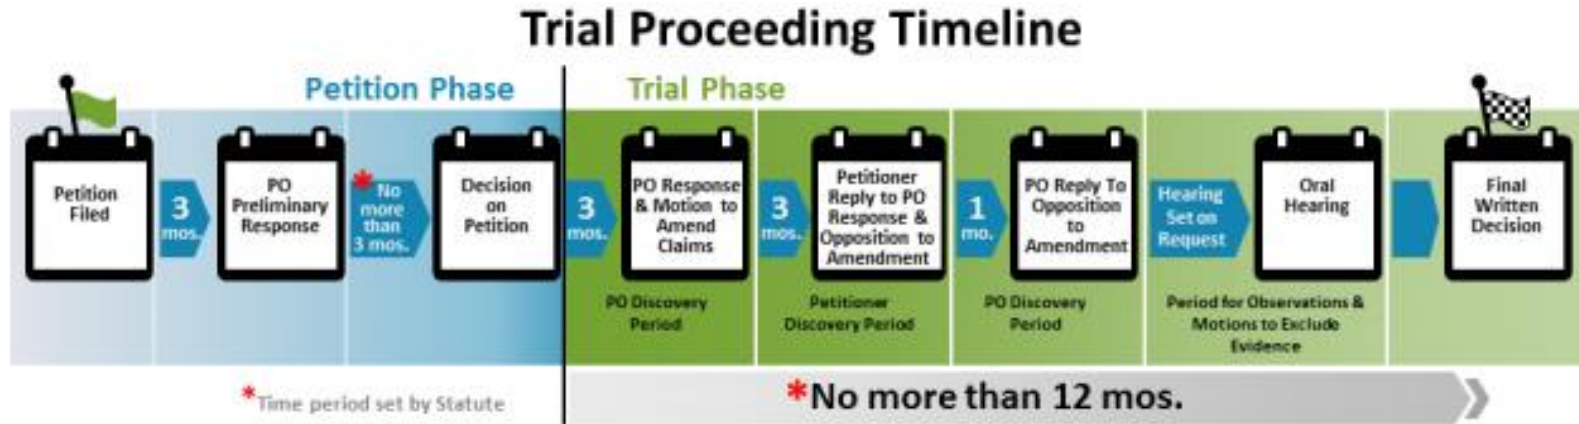 Trial Proceeding Timeline
Petition Phase
Trial Phase
Petition
Filed
3
mos.
PO
Preliminary
Response
*No
more
than
3 mos.
Decision
on
Petition
3
mos.
PO Response
& Motion to
Amend
Claims
3
mos.
Petitioner
Reply to PO
Response &
Opposition to
Amendment
1
mo.
PO Reply To
Opposition
to
Amendment
Hearing
Set on
Request
Oral
Hearing
Final
Written
Decision
PO Discovery
Period
Petitioner
Discovery Period
PO Discovery
Period
Period for Observations &
Motions to Exclude
Evidence
*Time period set by Statute
*No more than 12 mos.